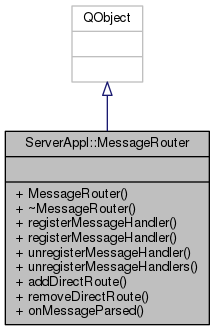 QObject
ServerAppl::MessageRouter
+ MessageRouter()
+ ~MessageRouter()
+ registerMessageHandler()
+ registerMessageHandler()
+ unregisterMessageHandler()
+ unregisterMessageHandlers()
+ addDirectRoute()
+ removeDirectRoute()
+ onMessageParsed()